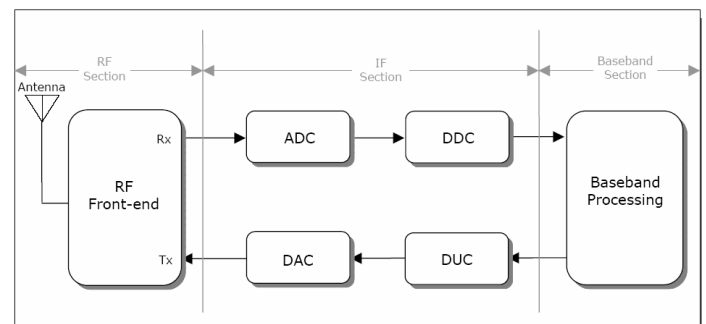 RF
Section
IF
Section
Baseband
Section
Antenna
Rx
ADC
DDC
RF
Front-end
Baseband
Processing
Tx
DAC
DUC